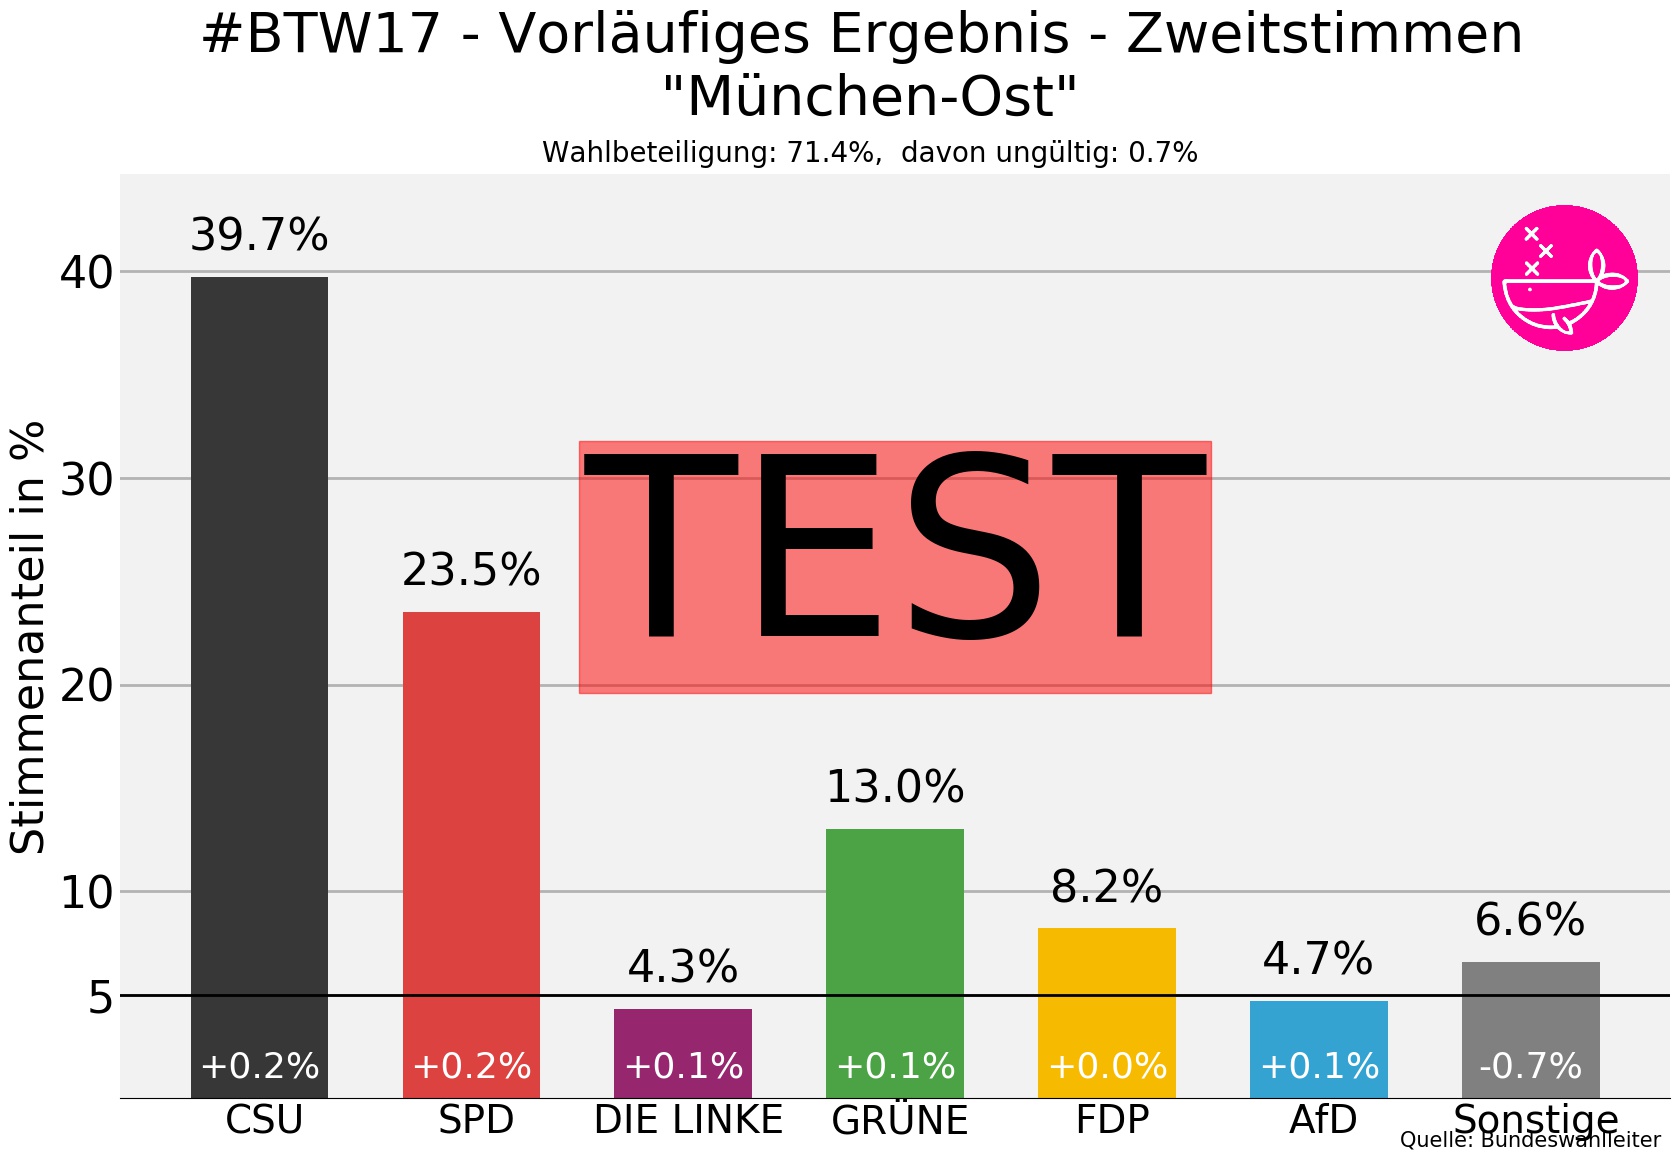 #BTW17 - Vorläufiges Ergebnis - Zweitstimmen
"München-Ost"
Wahlbeteiligung: 71.4%,  davon ungültig: 0.7%
Stimmenanteil in %
40
30
20
10
5
39.7%
23.5%
4.3%
13.0%
8.2%
4.7%
6.6%
TEST
+0.2%
+0.2%
+0.1%
+0.1%
+0.0%
+0.1%
-0.7%
CSU
SPD
DIE LINKE
GRÜNE
FDP
AfD
Sonstige
Quelle: Bundeswahlleiter